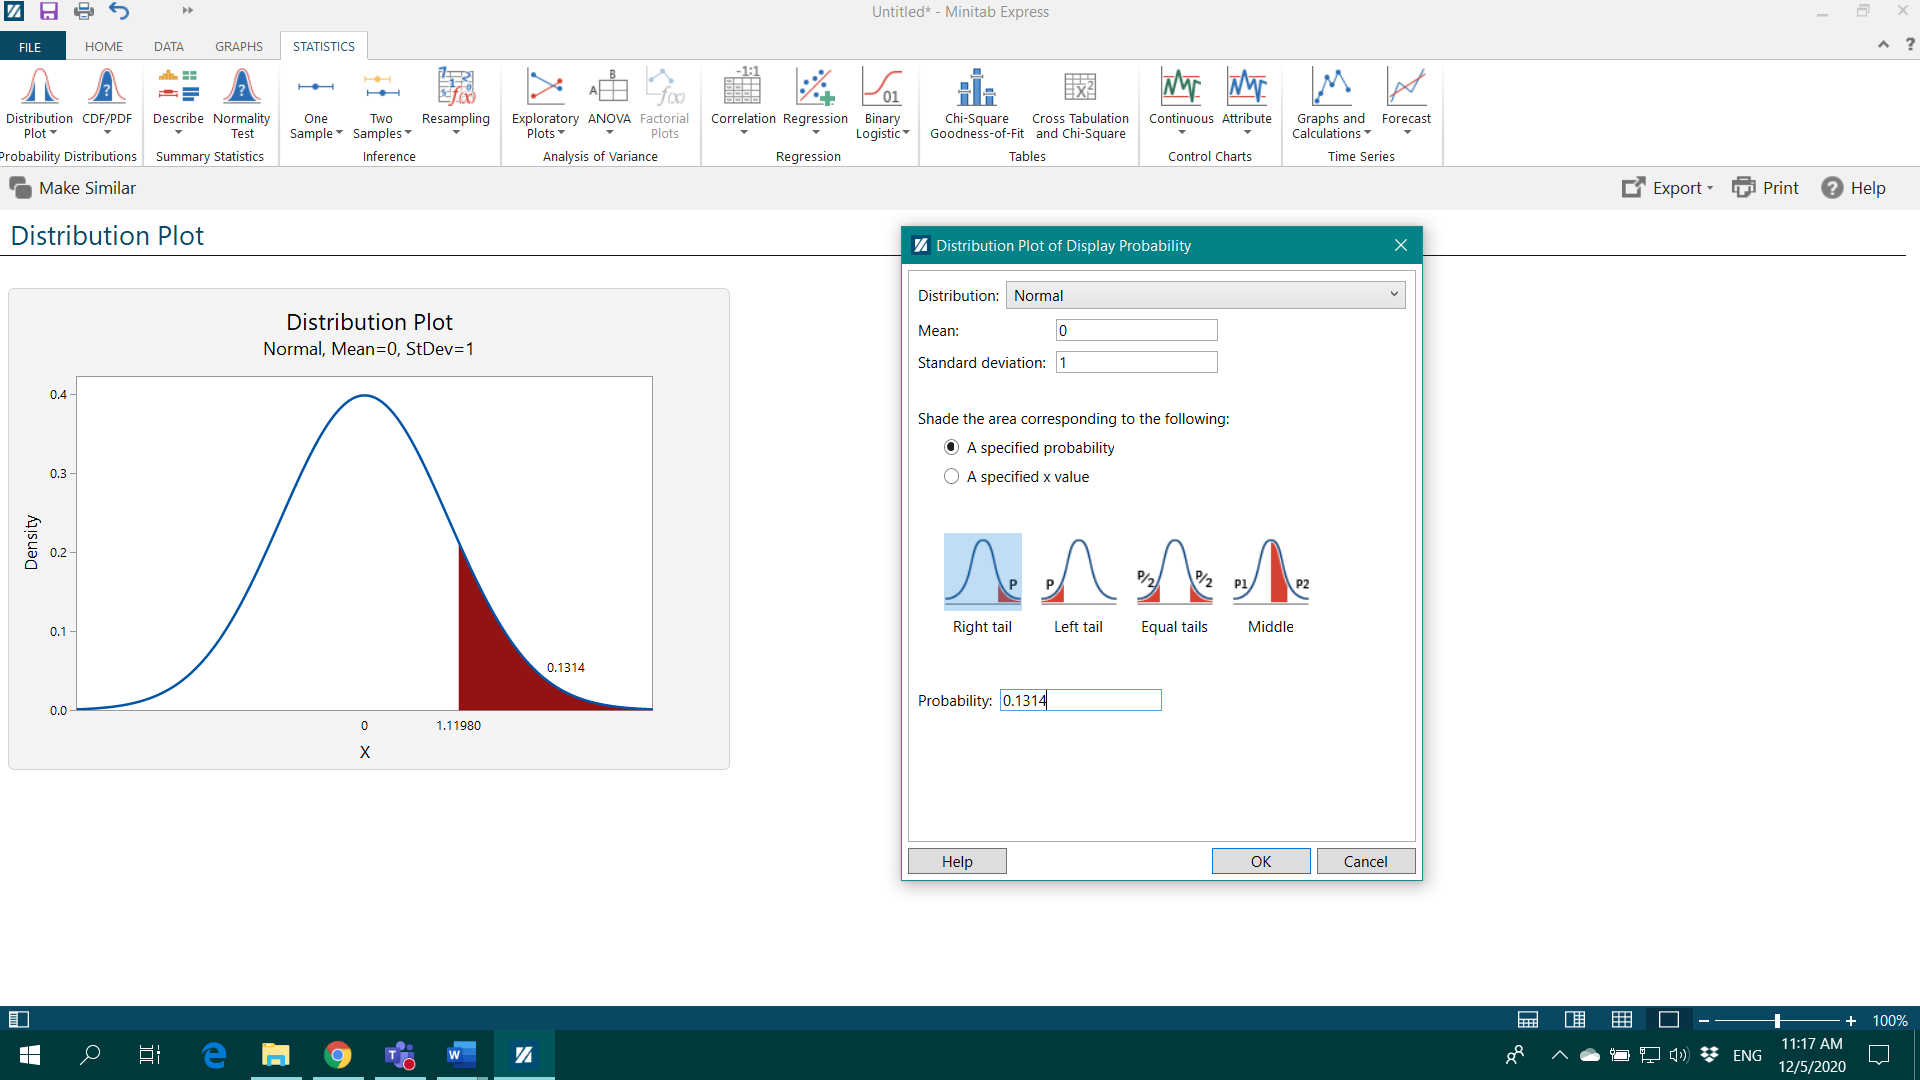 Untitled* - Minitab Express
FILE HOME DATA GRAPHS STATISTICS ?
Distribution Plot CDF/PDF Describe Normality Test One Sample Two Samples Resampling Exploratory Plots ANOVA Factorial Plots Correlation Regression Binary Logistic Chi-Square Goodness-of-Fit Cross Tabulation and Chi-Square Continuous Attribute Graphs and Calculations Forecast
Probability Distributions Summary Statistics Inference Analysis of Variance Regression Tables Control Charts Time Series
Make Similar Export Print Help
Distribution Plot
Distribution Plot
Normal, Mean=0, StDev=1
0.4
0.3
0.2
0.1
0.0
Density
0.1314
0 1.11980
X
Distribution Plot of Display Probability
Distribution: Normal
Mean: 0
Standard deviation: 1
Shade the area corresponding to the following:
A specified probability
A specified x value
P P P/2 P/2 P1 P2
Right tail Left tail Equal tails Middle
Probability: 0.1314
Help OK Cancel
100%
ENG 11:17 AM
12/5/2020